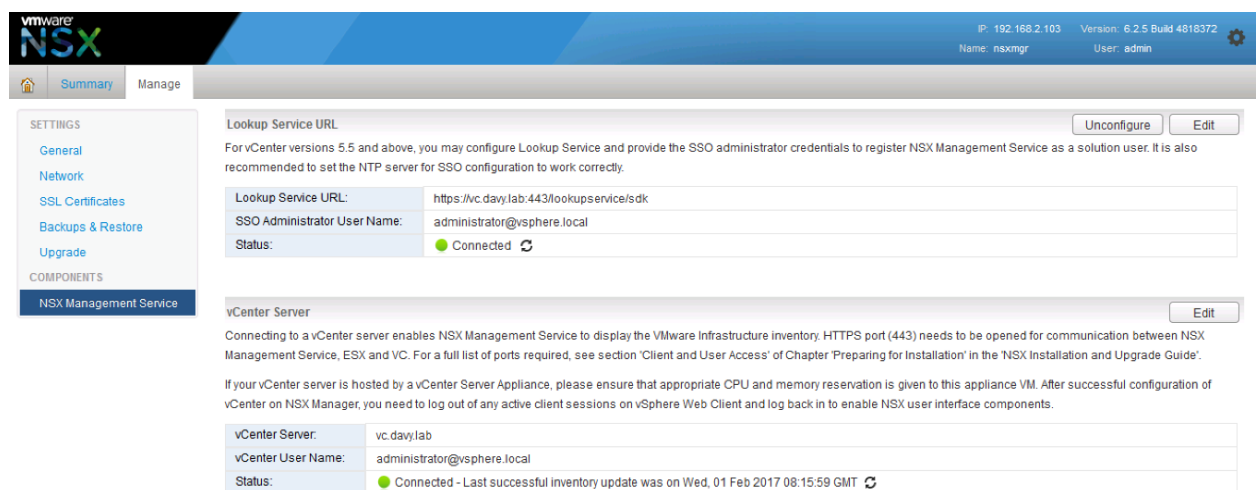 vmware
NSX
IP: 192.168.2.103 Version: 6.2.5 Build 4818372
Name: nsxmgr User: admin
Summary Manage
SETTINGS
General
Network
SSL Certificates
Backups & Restore
Upgrade
COMPONENTS
NSX Management Service
Lookup Service URL Unconfigure Edit
For vCenter versions 5.5 and above, you may configure Lookup Service and provide the SSO administrator credentials to register NSX Management Service as a solution user. It is also
recommended to set the NTP server for SSO configuration to work correctly.
Lookup Service URL: https://vc.davy.lab:443/lookupservice/sdk
SSO Administrator User Name: administrator@vsphere.local
Status: Connected
vCenter Server Edit
Connecting to a vCenter server enables NSX Management Service to display the VMware Infrastructure inventory. HTTPS port (443) needs to be opened for communication between NSX
Management Service, ESX and VC. For a full list of ports required, see section 'Client and User Access' of Chapter 'Preparing for Installation' in the 'NSX Installation and Upgrade Guide'.
If your vCenter server is hosted by a vCenter Server Appliance, please ensure that appropriate CPU and memory reservation is given to this appliance VM. After successful configuration of
vCenter on NSX Manager, you need to log out of any active client sessions on vSphere Web Client and log back in to enable NSX user interface components.
vCenter Server: vc.davy.lab
vCenter User Name: administrator@vsphere.local
Status: Connected - Last successful inventory update was on Wed, 01 Feb 2017 08:15:59 GMT